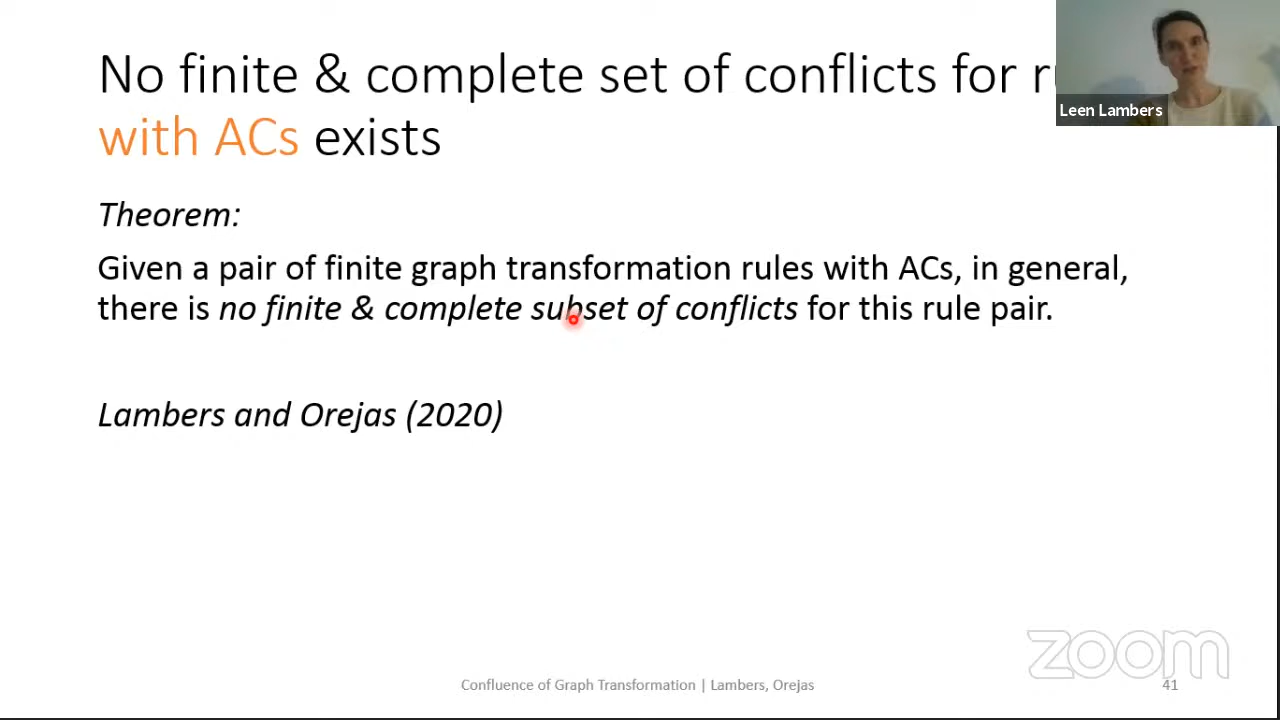 No finite & complete set of conflicts for
with ACs exists
Leen Lambers
Theorem:
Given a pair of finite graph transformation rules with ACs, in general,
there is no finite & complete subset of conflicts for this rule pair.
Lambers and Orejas (2020)
zoom
Confluence of Graph Transformation | Lambers, Orejas
41